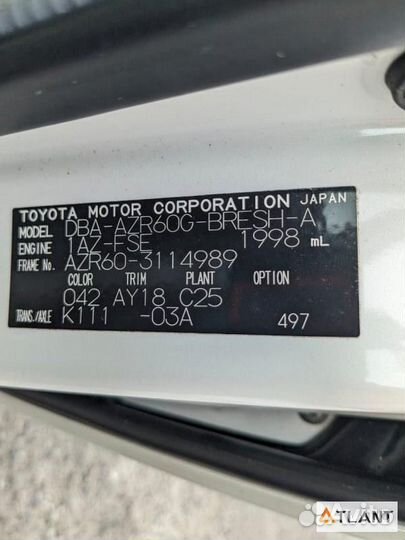 TOYOTA MOTOR CORPORATION JAPAN
MODEL DBA-AZR60G-BRESH-A
ENGINE 1AZ-FSE 1998 mL
FRAME No. AZR60-3114989
COLOR TRIM PLANT OPTION
042 AY18 C25
TRANS./AXLE K111 -03A 497
Avito
ATLANT